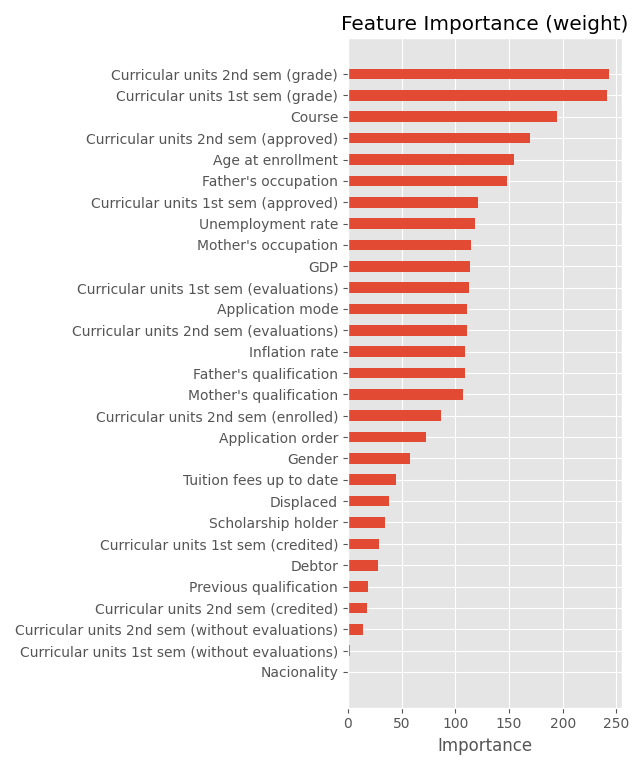 Feature Importance (weight)
Curricular units 2nd sem (grade)
Curricular units 1st sem (grade)
Course
Curricular units 2nd sem (approved)
Age at enrollment
Father's occupation
Curricular units 1st sem (approved)
Unemployment rate
Mother's occupation
GDP
Curricular units 1st sem (evaluations)
Application mode
Curricular units 2nd sem (evaluations)
Inflation rate
Father's qualification
Mother's qualification
Curricular units 2nd sem (enrolled)
Application order
Gender
Tuition fees up to date
Displaced
Scholarship holder
Curricular units 1st sem (credited)
Debtor
Previous qualification
Curricular units 2nd sem (credited)
Curricular units 2nd sem (without evaluations)
Curricular units 1st sem (without evaluations)
Nacionality
0 50 100 150 200 250
Importance